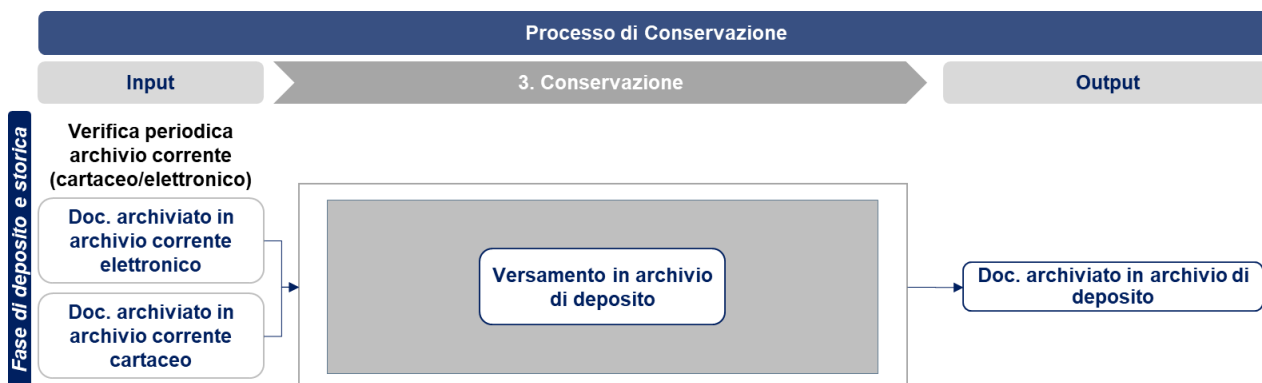 Processo di Conservazione
Input
3. Conservazione
Output
Fase di deposito e storica
Verifica periodica
archivio corrente
(cartaceo/elettronico)
Doc. archiviato in
archivio corrente
elettronico
Doc. archiviato in
archivio corrente
cartaceo
Versamento in archivio
di deposito
Doc. archiviato in archivio di
deposito